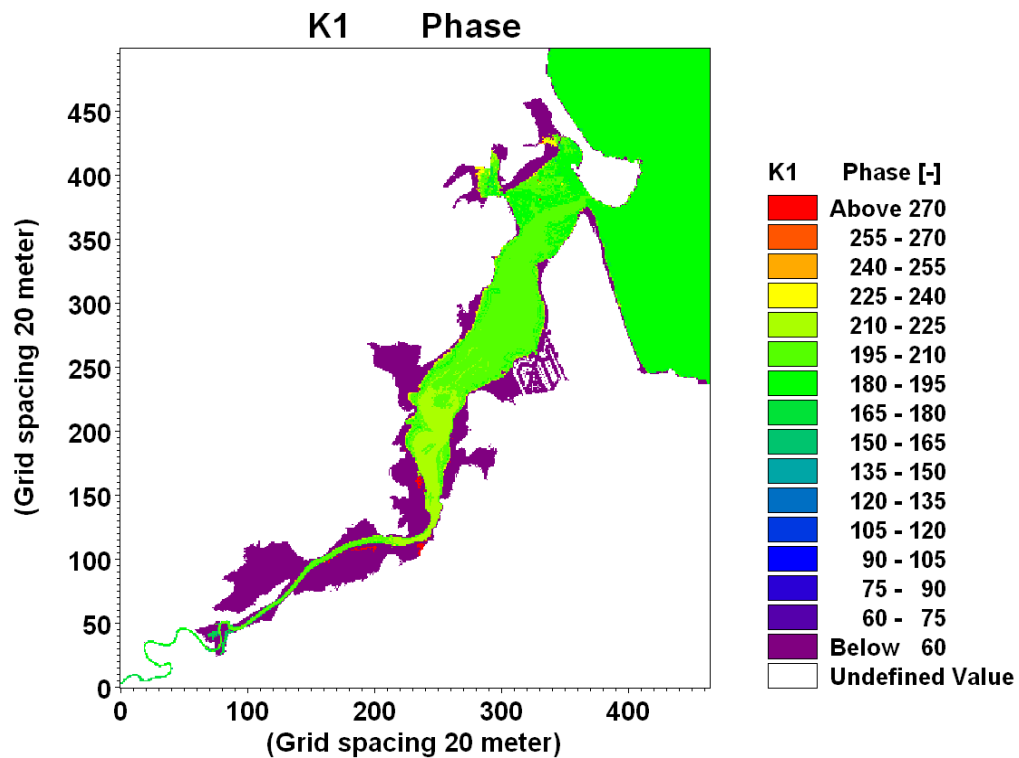 K1 Phase
450
400
350
300
250
200
150
100
50
0
(Grid spacing 20 meter)
0 100 200 300 400
(Grid spacing 20 meter)
K1 Phase [-]
Above 270
255 - 270
240 - 255
225 - 240
210 - 225
195 - 210
180 - 195
165 - 180
150 - 165
135 - 150
120 - 135
105 - 120
90 - 105
75 - 90
60 - 75
Below 60
Undefined Value